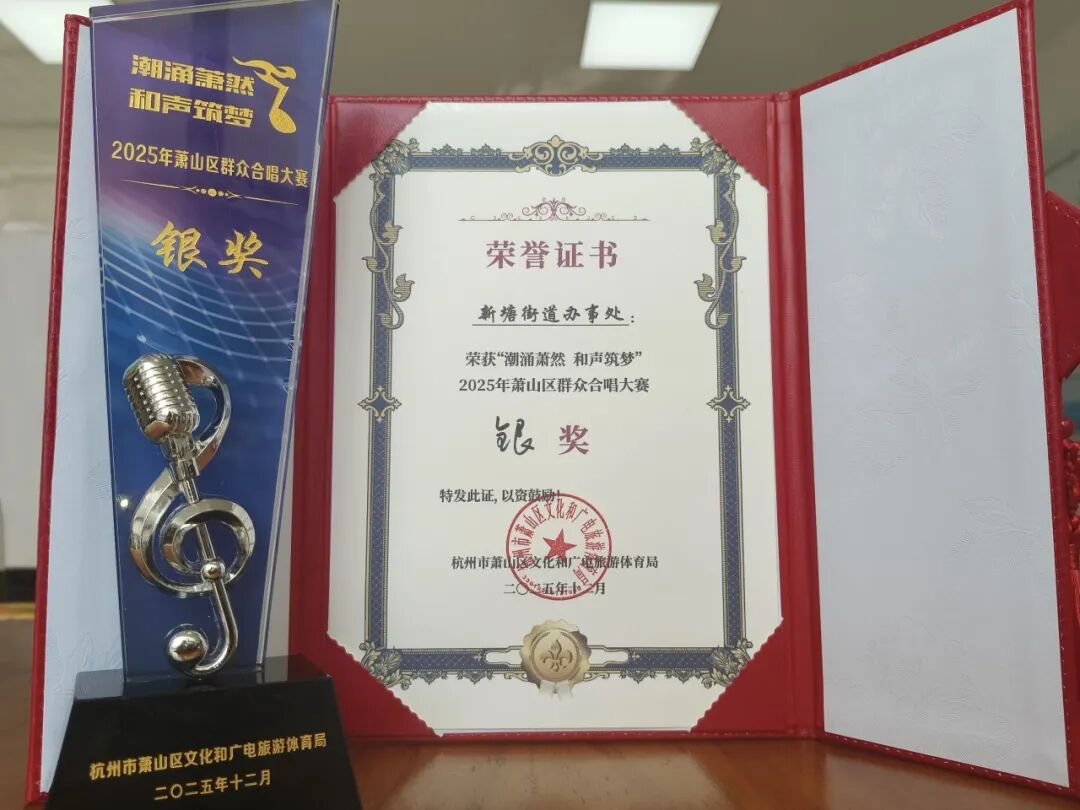 潮涌萧然
和声筑梦
2025年萧山区群众合唱大赛
银奖
杭州市萧山区文化和广电旅游体育局
二〇二五年十二月
荣誉证书
新塘街道办事处：
荣获“潮涌萧然 和声筑梦”
2025年萧山区群众合唱大赛
银奖
特发此证，以资鼓励！
杭州市萧山区文化和广电旅游体育局
二〇二五年十二月